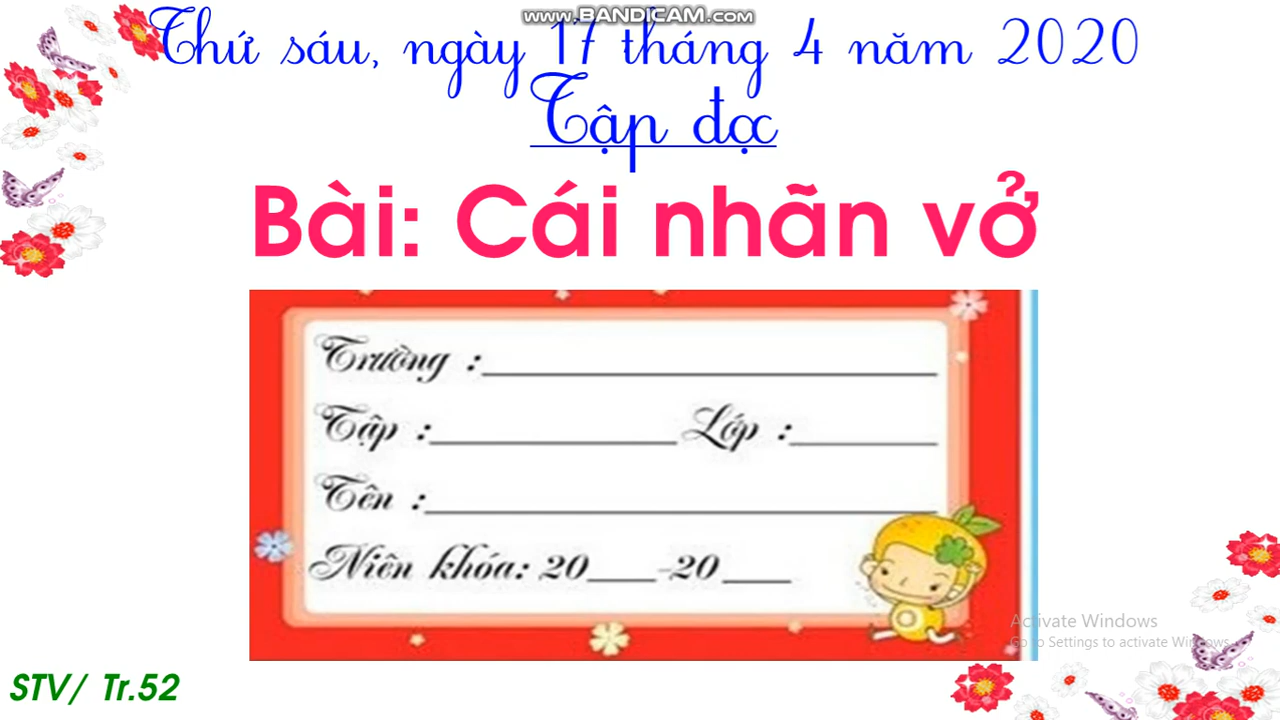 www.BANDICAM.com
Thứ sáu, ngày 17 tháng 4 năm 2020
Tập đọc
Bài: Cái nhãn vở
Trường :
Tập : Lớp :
Tên :
Niên khóa: 20 -20
Activate Windows
Go to Settings to activate Windows.
STV/ Tr.52